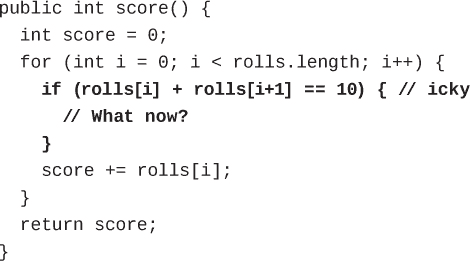 public int score() {
  int score = 0;
  for (int i = 0; i < rolls.length; i++) {
    if (rolls[i] + rolls[i+1] == 10) { // icky
      // What now?
    }
    score += rolls[i];
  }
  return score;
}